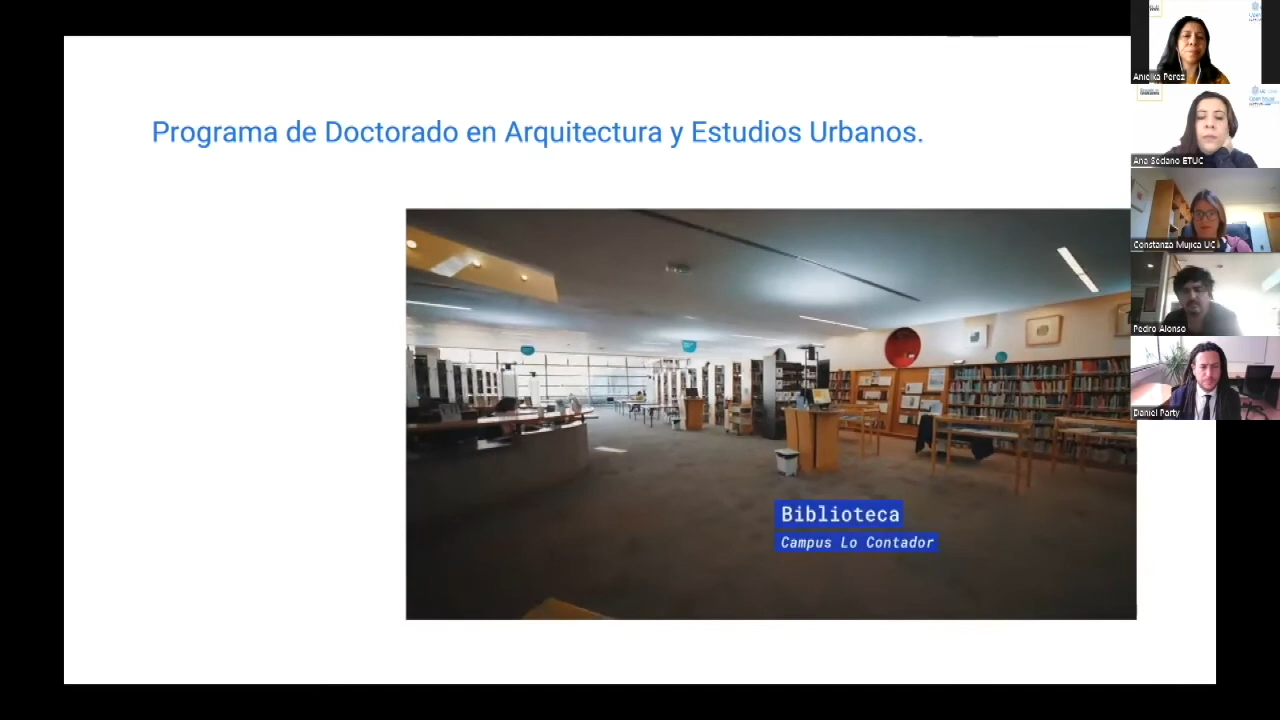 Programa de Doctorado en Arquitectura y Estudios Urbanos.
Biblioteca
Campus Lo Contador
Anielka Perez
Ana Sedano ETUC
Constanza Mujica UC
Pedro Alonso
Daniel Party